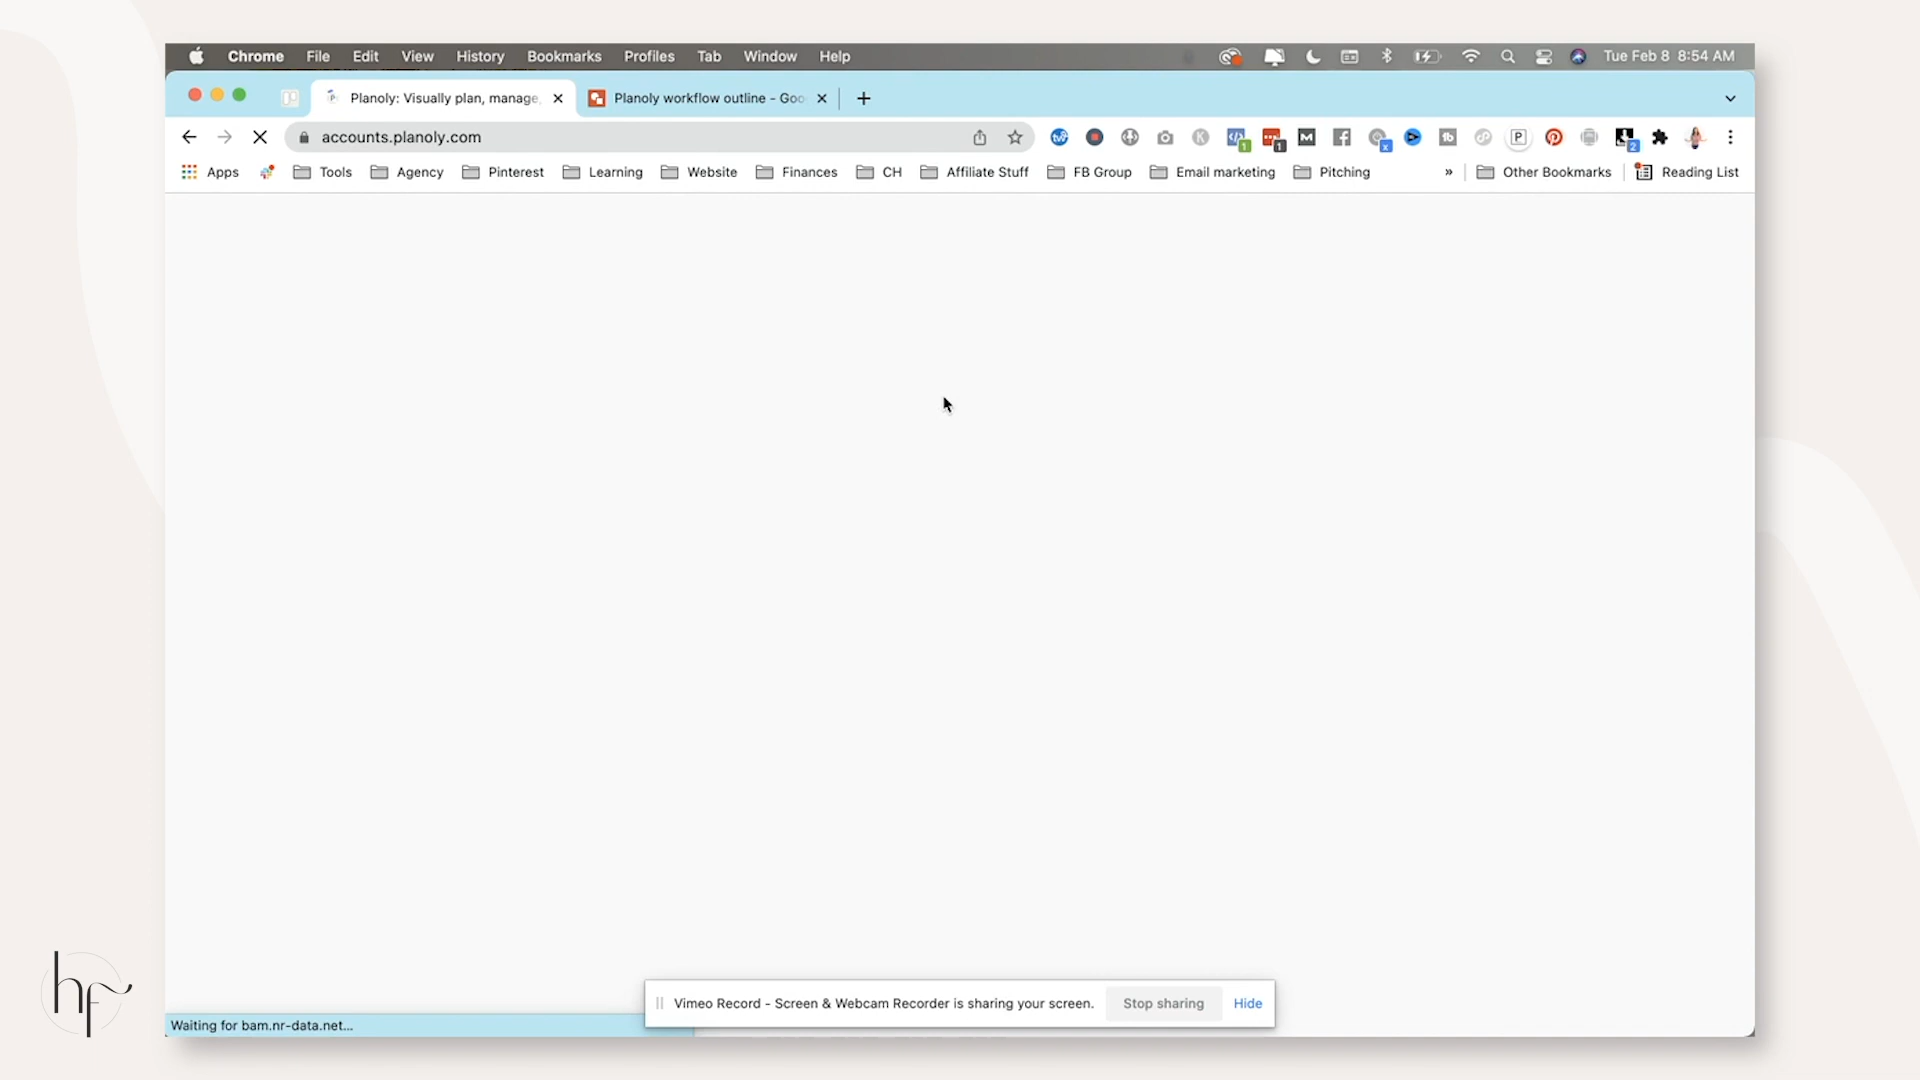 Chrome File Edit View History Bookmarks Profiles Tab Window Help Tue Feb 8 8:54 AM
Planoly: Visually plan, manage, Planoly workflow outline - Goo
accounts.planoly.com
Apps Tools Agency Pinterest Learning Website Finances CH Affiliate Stuff FB Group Email marketing Pitching » Other Bookmarks Reading List
Vimeo Record - Screen & Webcam Recorder is sharing your screen. Stop sharing Hide
Waiting for bam.nr-data.net...
hf